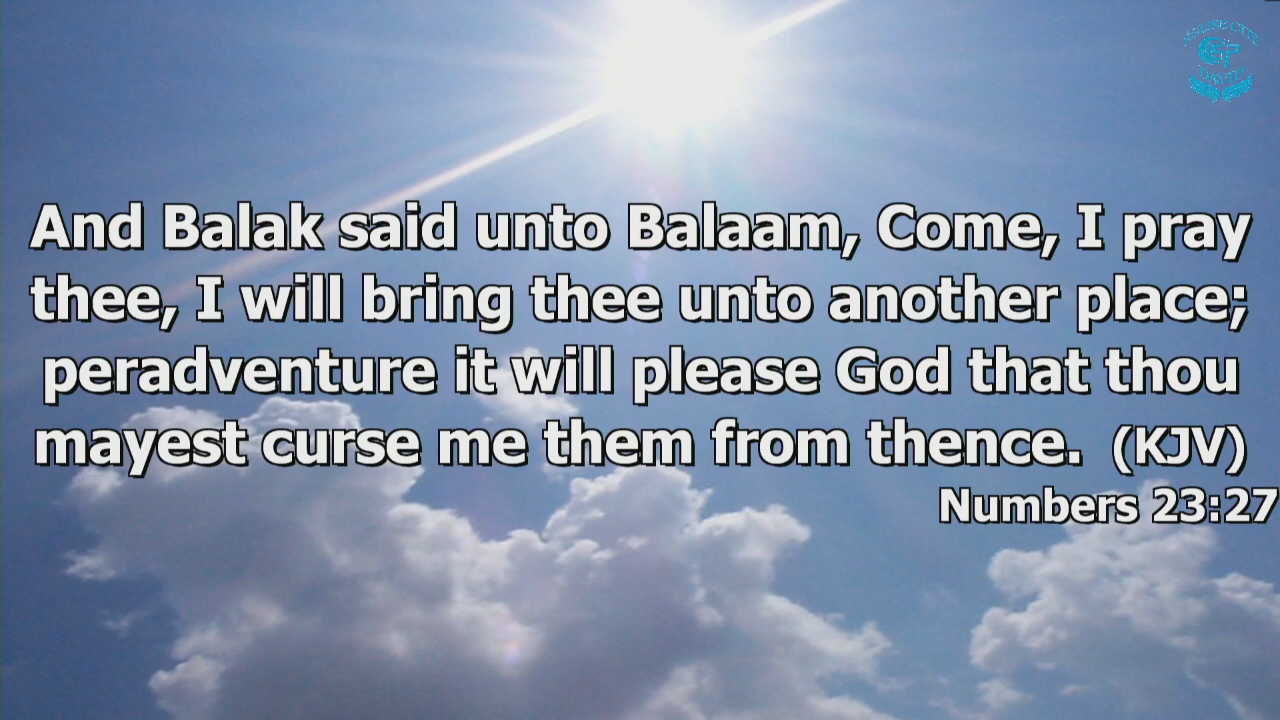 And Balak said unto Balaam, Come, I pray
thee, I will bring thee unto another place;
peradventure it will please God that thou
mayest curse me them from thence. (KJV)
Numbers 23:27
DAVID